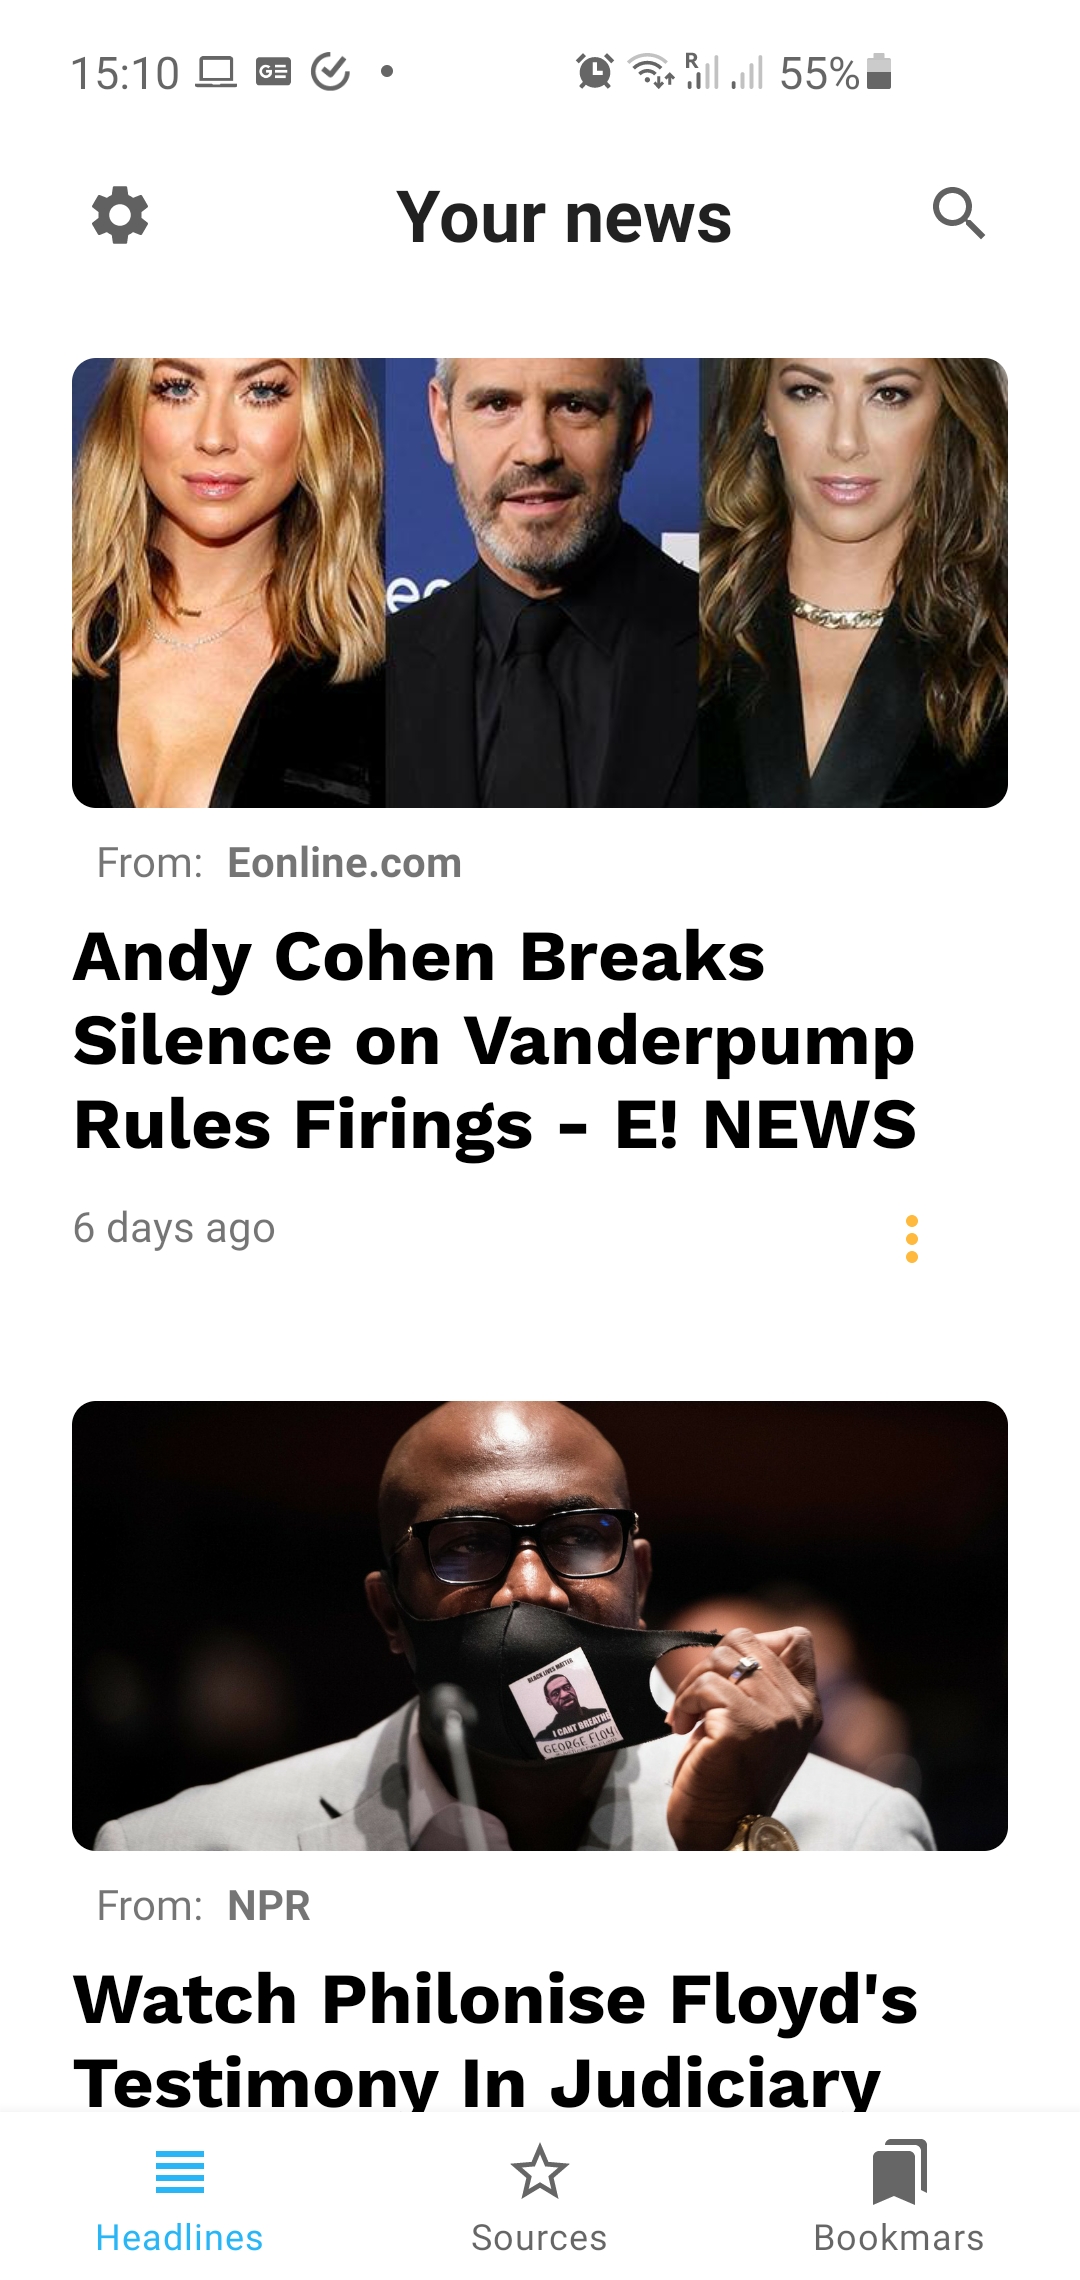 15:10 GE R 55%
Your news
ec
From: Eonline.com
Andy Cohen Breaks
Silence on Vanderpump
Rules Firings - E! NEWS
6 days ago
BLACK LIVES MATTER
I CANT BREATHE
GEORGE FLOY
From: NPR
Watch Philonise Floyd's
Testimony In Judiciary
Headlines Sources Bookmars